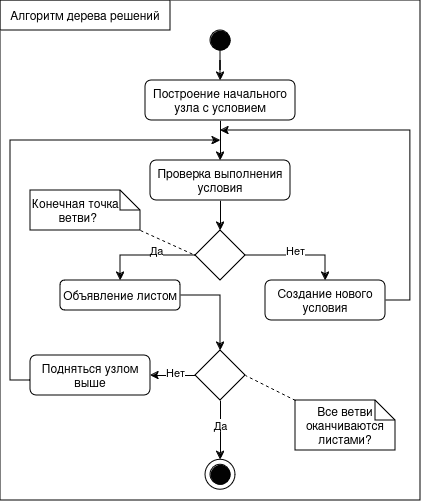 Алгоритм дерева решений
Построение начального
узла с условием
Проверка выполнения
условия
Конечная точка
ветви?
Да
Нет
Объявление листом
Создание нового
условия
Подняться узлом
выше
Нет
Да
Все ветви
оканчиваются
листами?